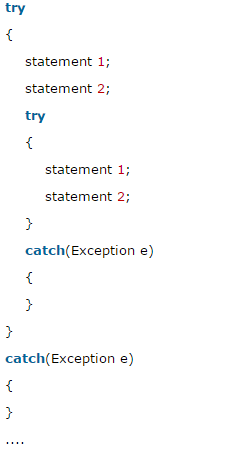 try
{
statement 1;
statement 2;
try
{
statement 1;
statement 2;
}
catch(Exception e)
{
}
}
catch(Exception e)
{
}
....